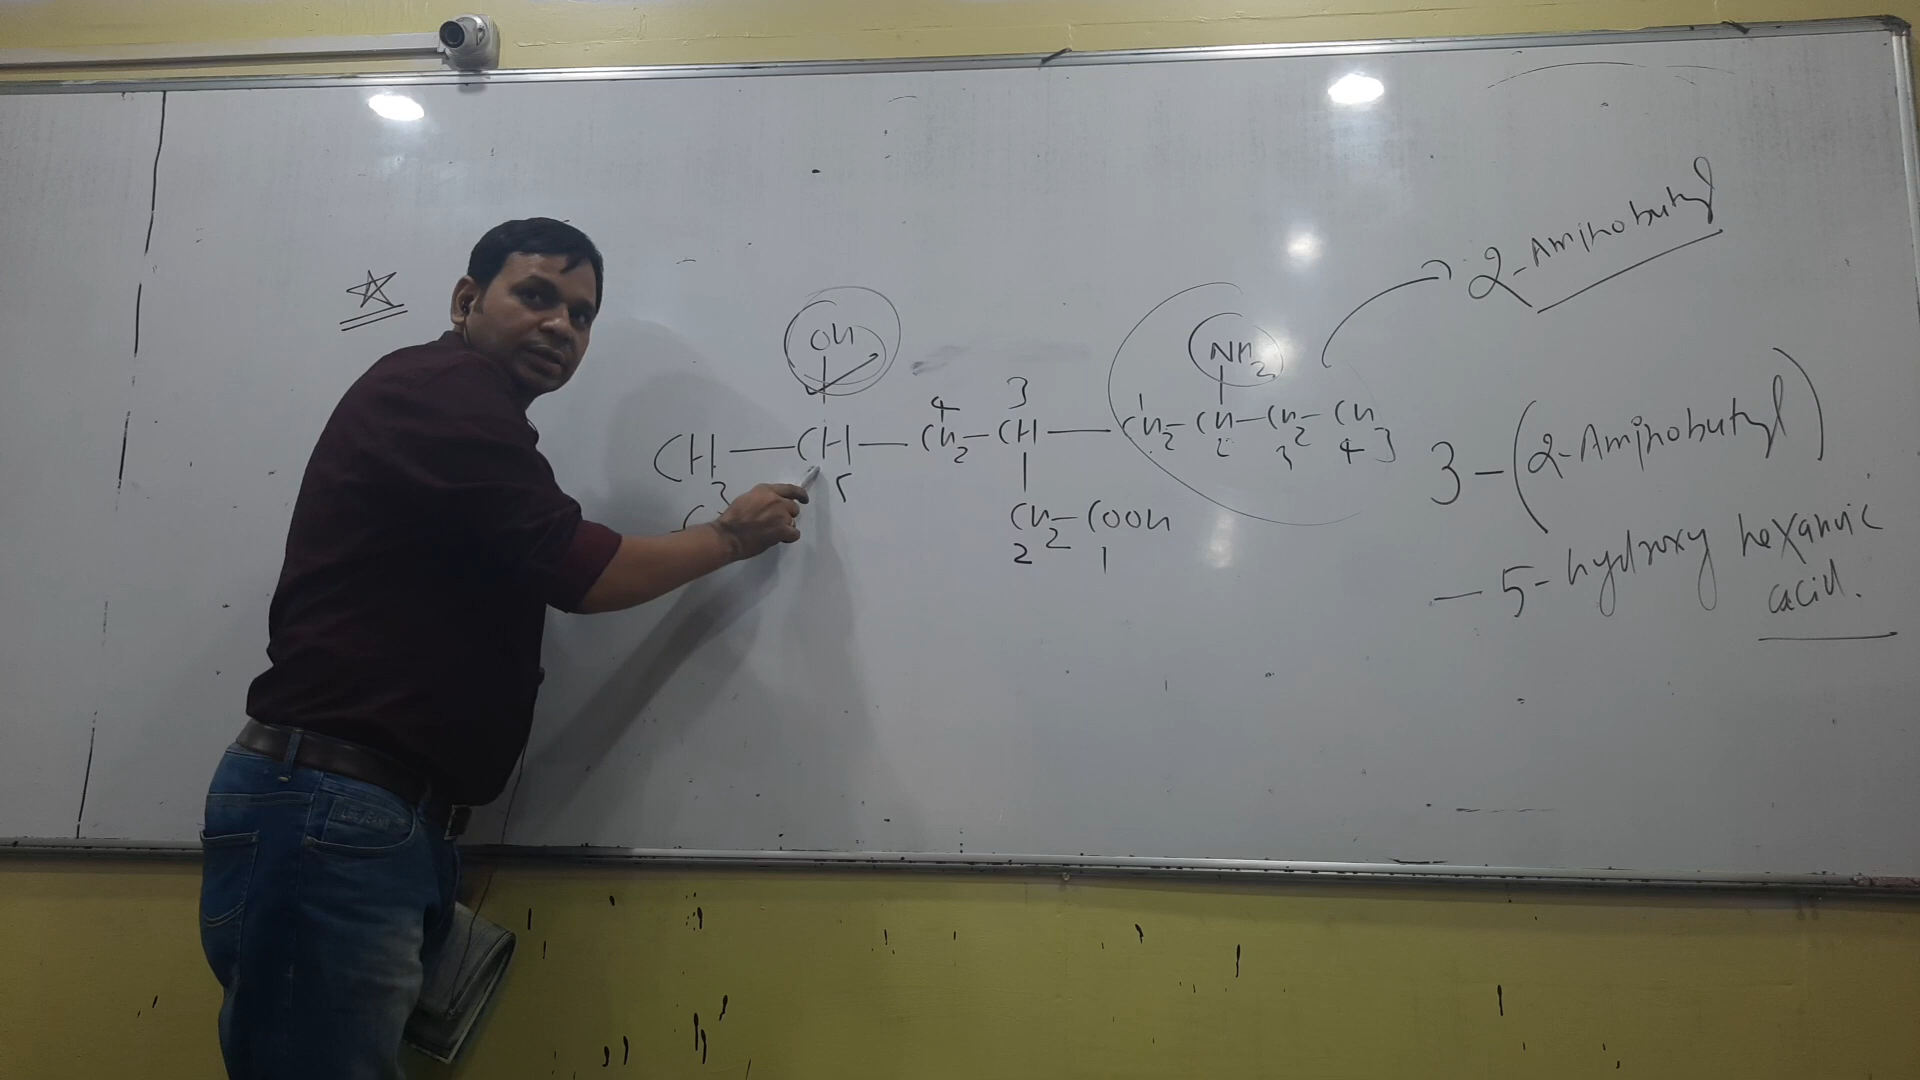 2-Aminobutyl
OH
NH2
4 3 1
CH3—CH—CH2—CH—CH2—CH—CH2—CH3
5 2 3 4
CH2—COOH
2 1
3-(2-Aminobutyl)
-5-hydroxy hexanoic
acid.